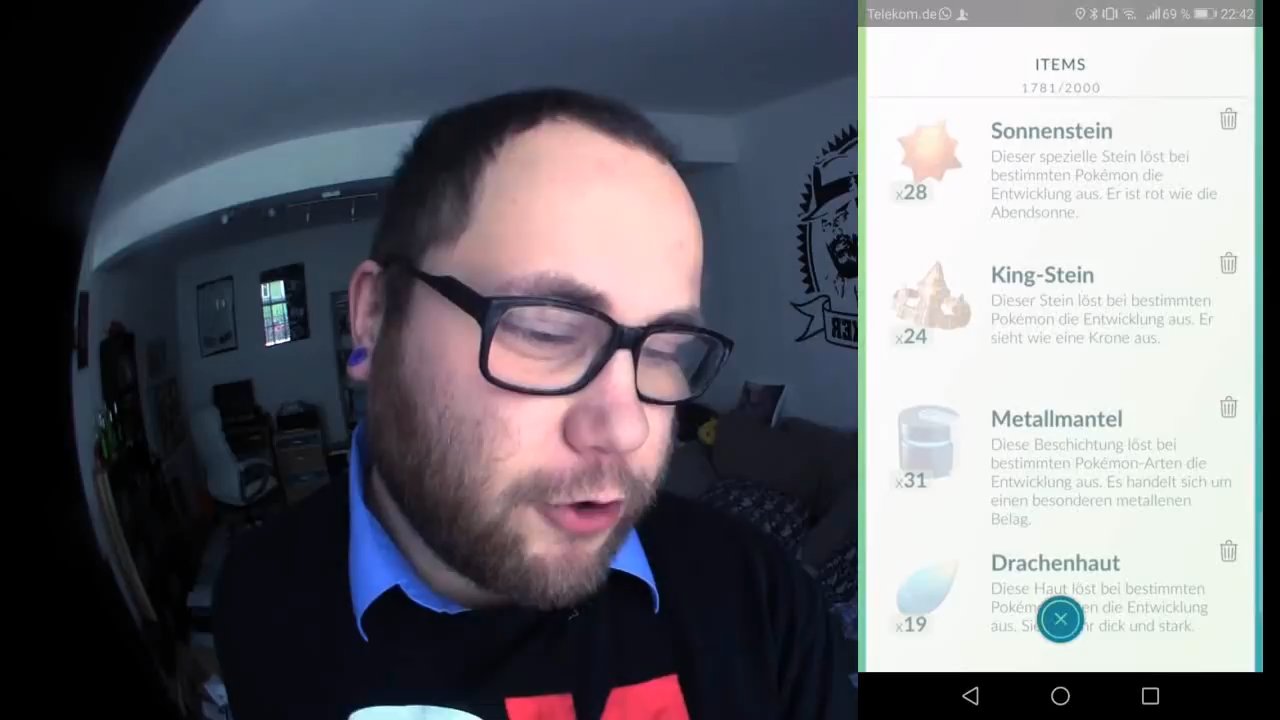 Telekom.de 69 % 22:42
ITEMS
1781/2000
Sonnenstein
Dieser spezielle Stein löst bei
bestimmten Pokémon die
Entwicklung aus. Er ist rot wie die
Abendsonne.
x28
King-Stein
Dieser Stein löst bei bestimmten
Pokémon die Entwicklung aus. Er
sieht wie eine Krone aus.
x24
Metallmantel
Diese Beschichtung löst bei
bestimmten Pokémon-Arten die
Entwicklung aus. Es handelt sich um
einen besonderen metallenen
Belag.
x31
Drachenhaut
Diese Haut löst bei bestimmten
die Entwicklung
aus. dick und stark.
x19